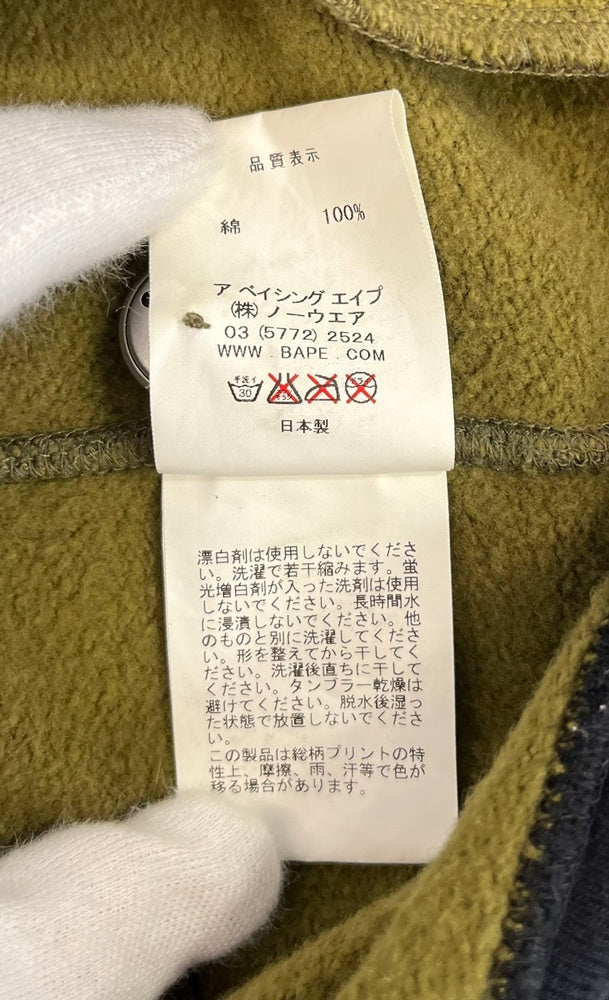 品質表示
綿 100%
ア ベイシング エイプ
(株) ノーウエア
03 (5772) 2524
WWW . BAPE . COM
手洗イ
30
日本製
漂白剤は使用しないでくださ
い。洗濯で若干縮みます。蛍
光増白剤が入った洗剤は使用
しないでください。長時間水
に浸漬しないでください。他
のものと別に洗濯してくださ
い。形を整えてから干してく
ださい。洗濯後直ちに干して
ください。タンブラー乾燥は
避けてください。脱水後湿っ
た状態で放置しないでくださ
い。
この製品は総柄プリントの特
性上、摩擦、雨、汗等で色が
移る場合があります。